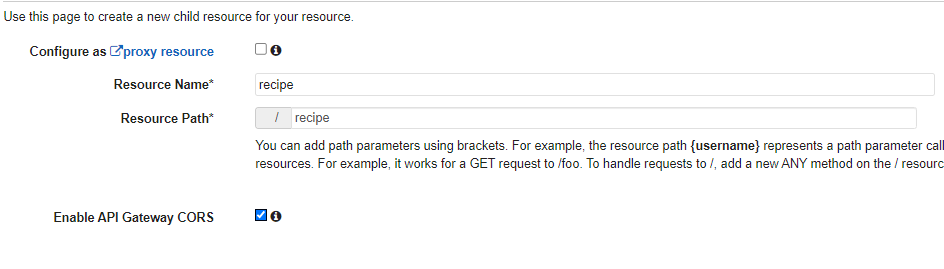 Use this page to create a new child resource for your resource.
Configure as proxy resource
Resource Name* recipe
Resource Path* / recipe
You can add path parameters using brackets. For example, the resource path {username} represents a path parameter call
resources. For example, it works for a GET request to /foo. To handle requests to /, add a new ANY method on the / resourc
Enable API Gateway CORS